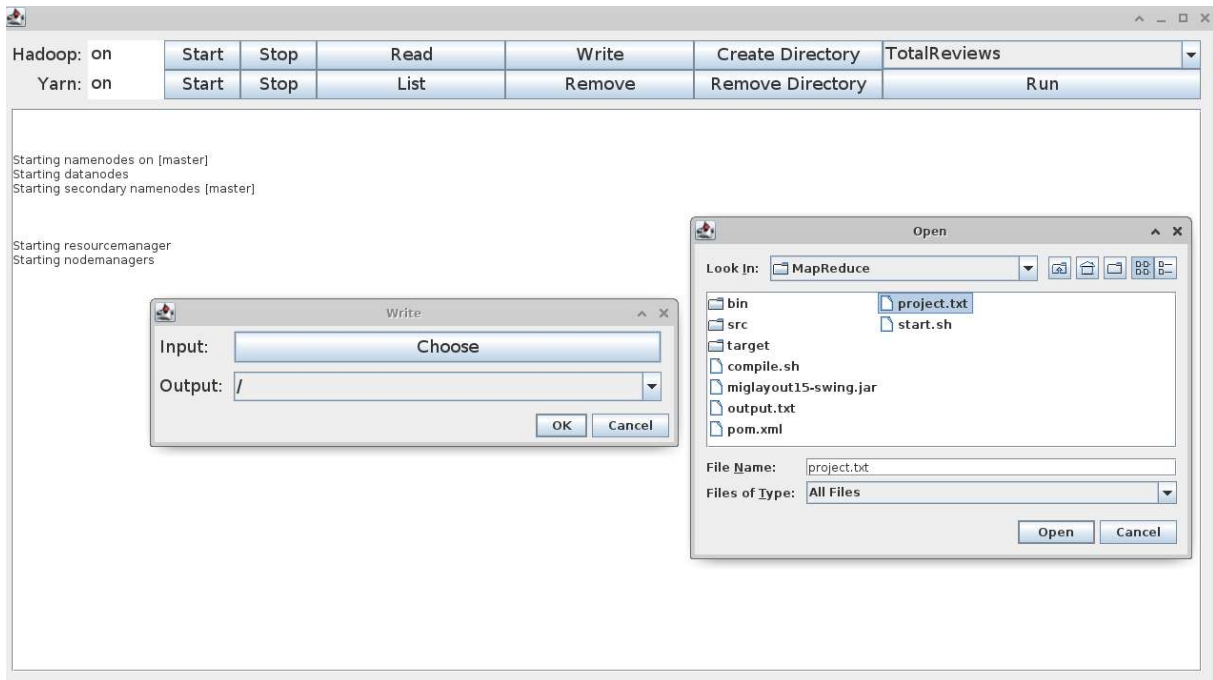 Hadoop: on Start Stop Read Write Create Directory TotalReviews
Yarn: on Start Stop List Remove Remove Directory Run
Starting namenodes on [master]
Starting datanodes
Starting secondary namenodes [master]
Starting resourcemanager
Starting nodemanagers
Write
Input: Choose
Output: /
OK Cancel
Open
Look In: MapReduce
bin project.txt
src start.sh
target
compile.sh
miglayout15-swing.jar
output.txt
pom.xml
File Name: project.txt
Files of Type: All Files
Open Cancel